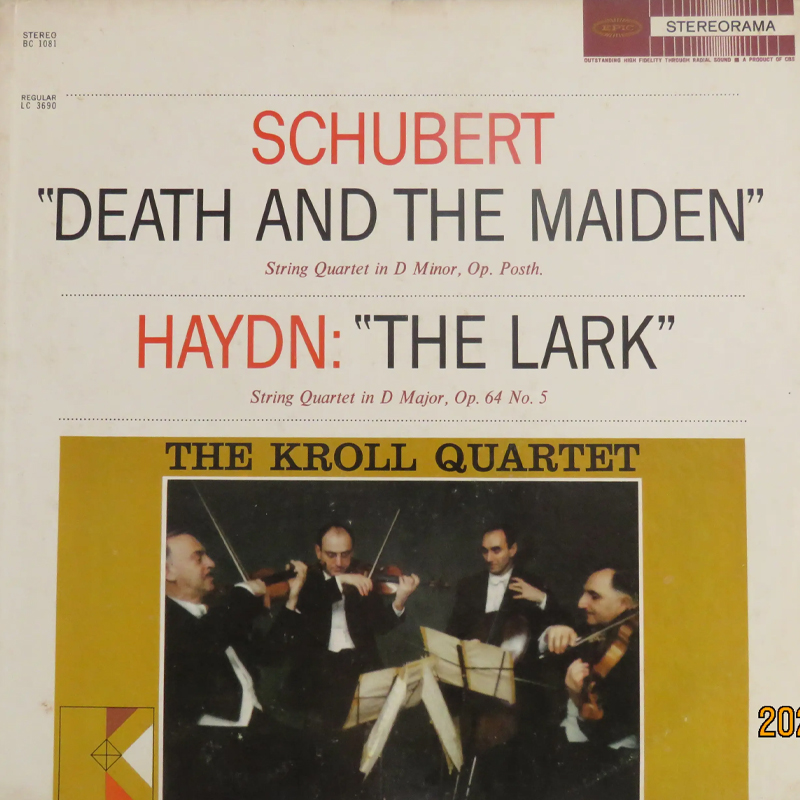 STEREO
BC 1081
EPIC
STEREORAMA
OUTSTANDING HIGH FIDELITY THROUGH RADIAL SOUND ■ A PRODUCT OF CBS
REGULAR
LC 3690
SCHUBERT
"DEATH AND THE MAIDEN"
String Quartet in D Minor, Op. Posth.
HAYDN: "THE LARK"
String Quartet in D Major, Op. 64 No. 5
THE KROLL QUARTET
202